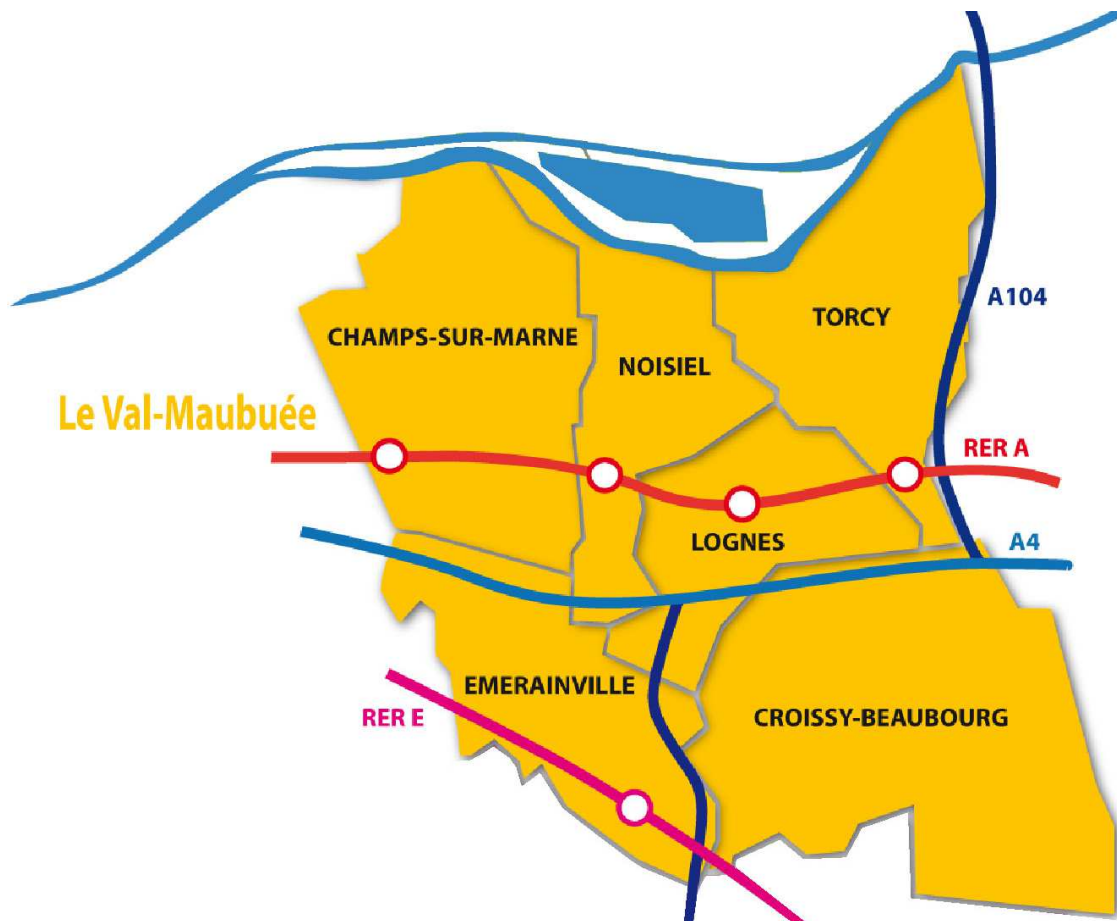 A104
TORCY
CHAMPS-SUR-MARNE
NOISIEL
Le Val-Maubuée
RER A
LOGNES
A4
EMERAINVILLE
RER E
CROISSY-BEAUBOURG